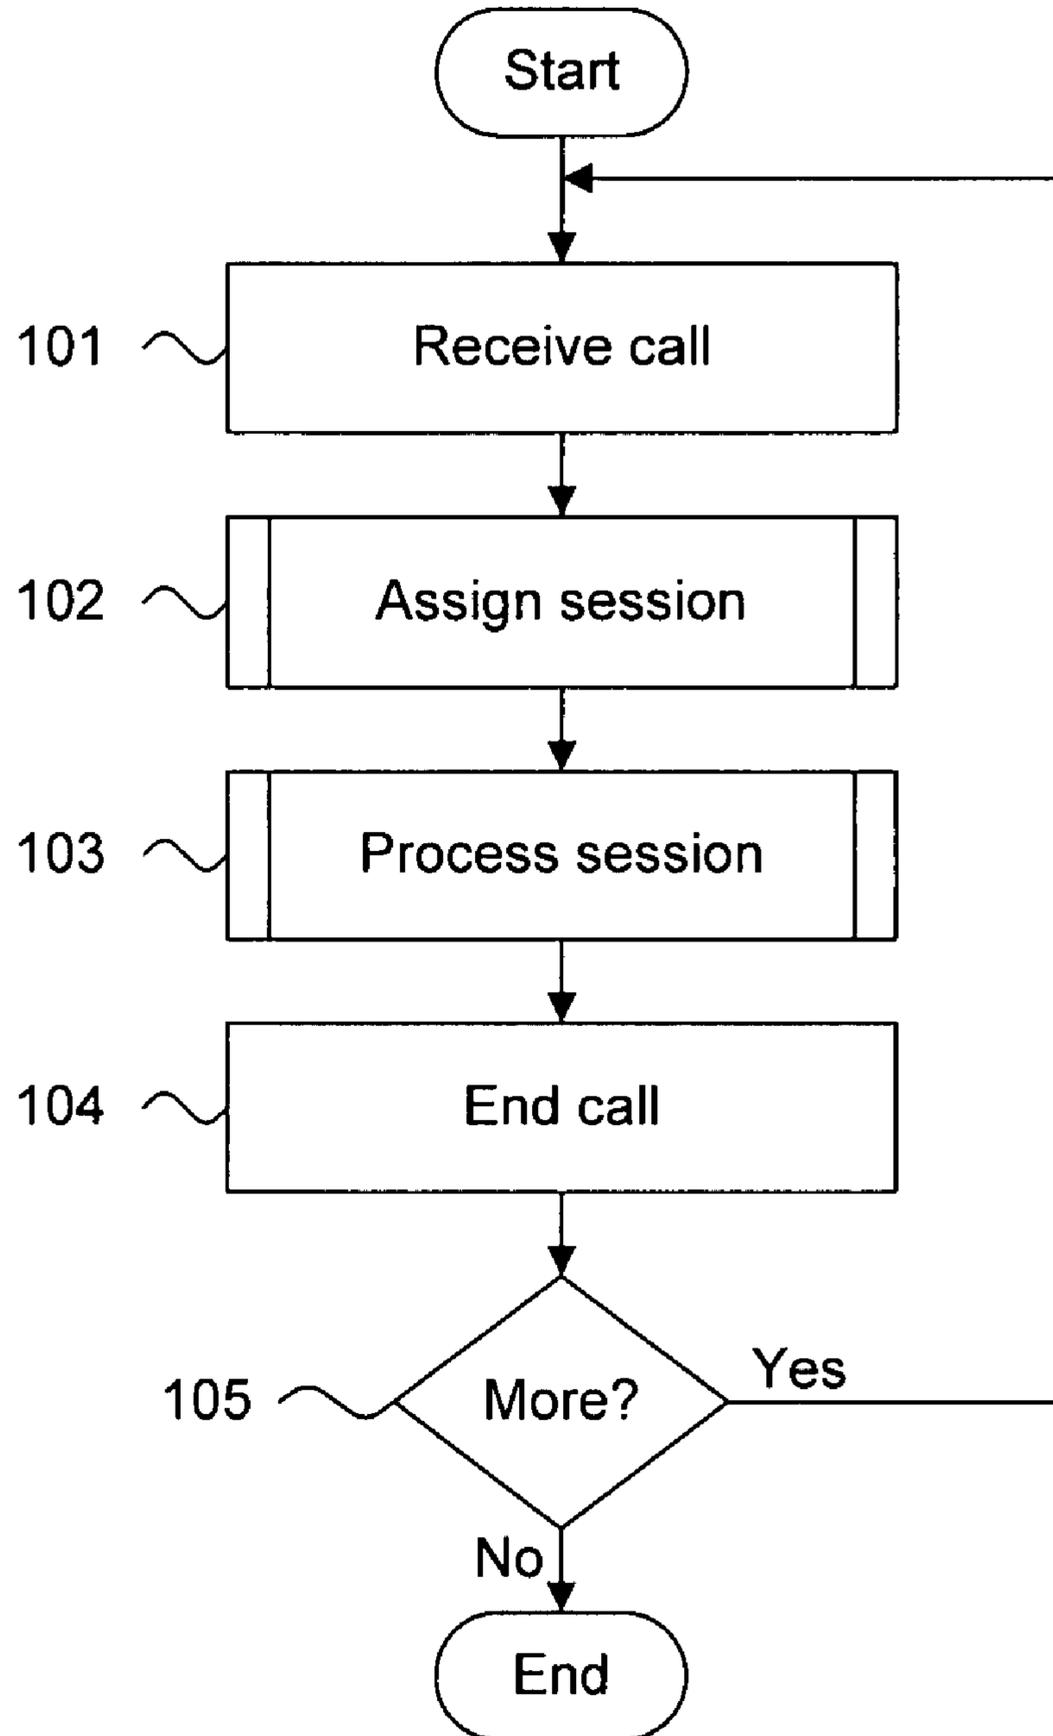 Start
101 Receive call
102 Assign session
103 Process session
104 End call
105 More? Yes
No
End